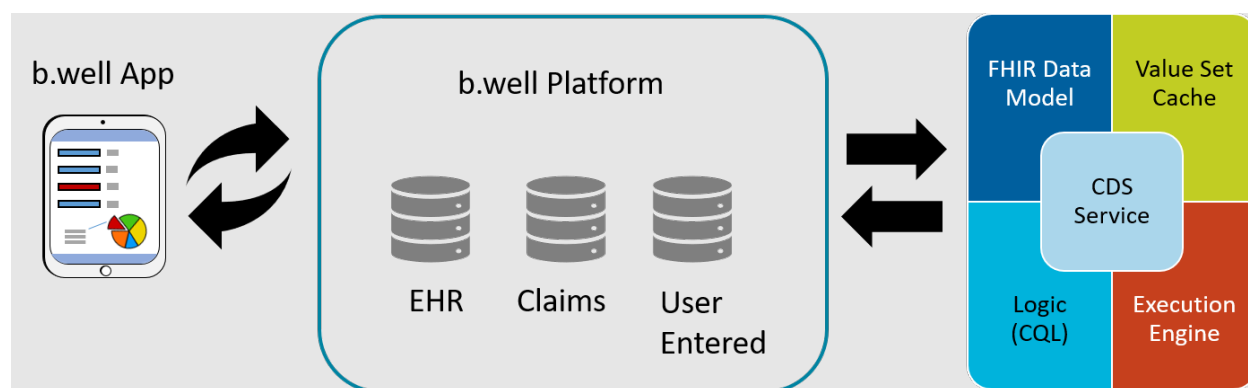 b.well App
b.well Platform
EHR
Claims
User
Entered
FHIR Data
Model
Value Set
Cache
CDS
Service
Logic
(CQL)
Execution
Engine